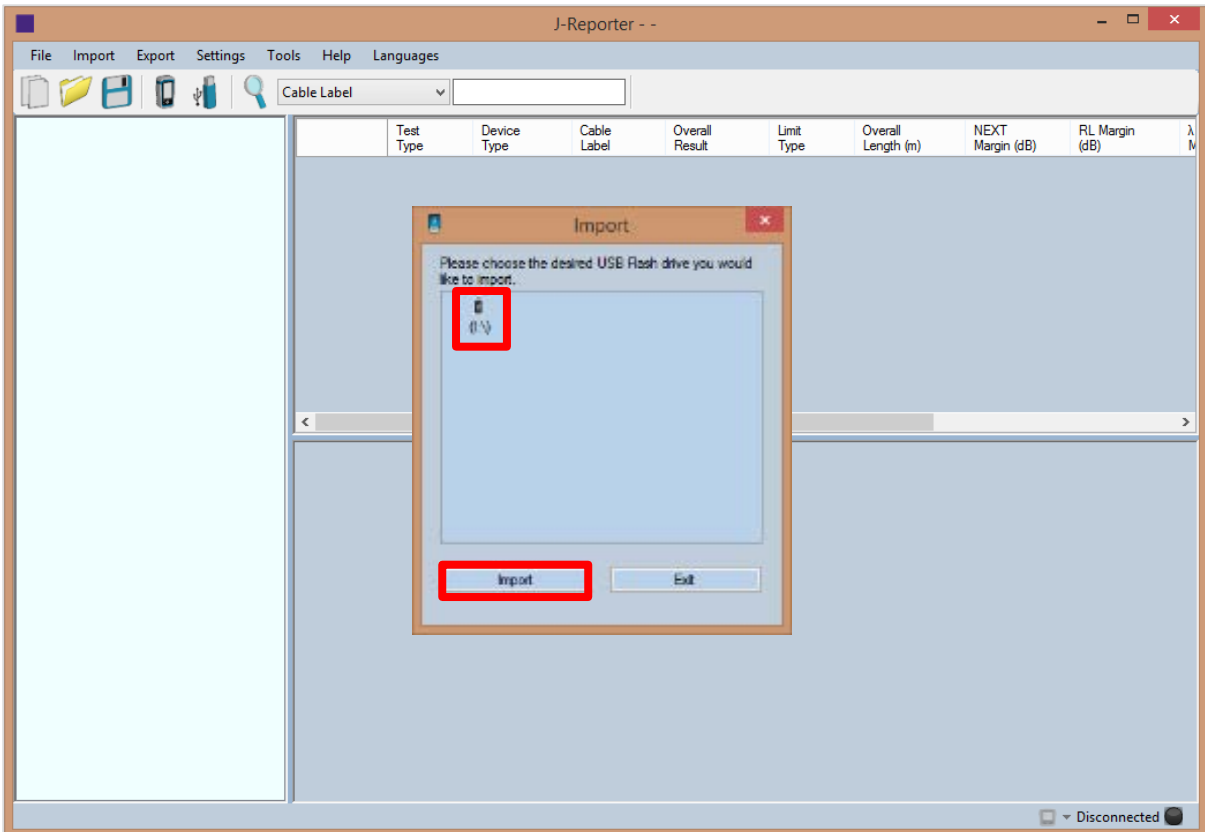 J-Reporter - -
File Import Export Settings Tools Help Languages
Cable Label
Test Type Device Type Cable Label Overall Result Limit Type Overall Length (m) NEXT Margin (dB) RL Margin (dB) λ
Import
Please choose the desired USB Flash drive you would
like to import.
Import Exit
Disconnected